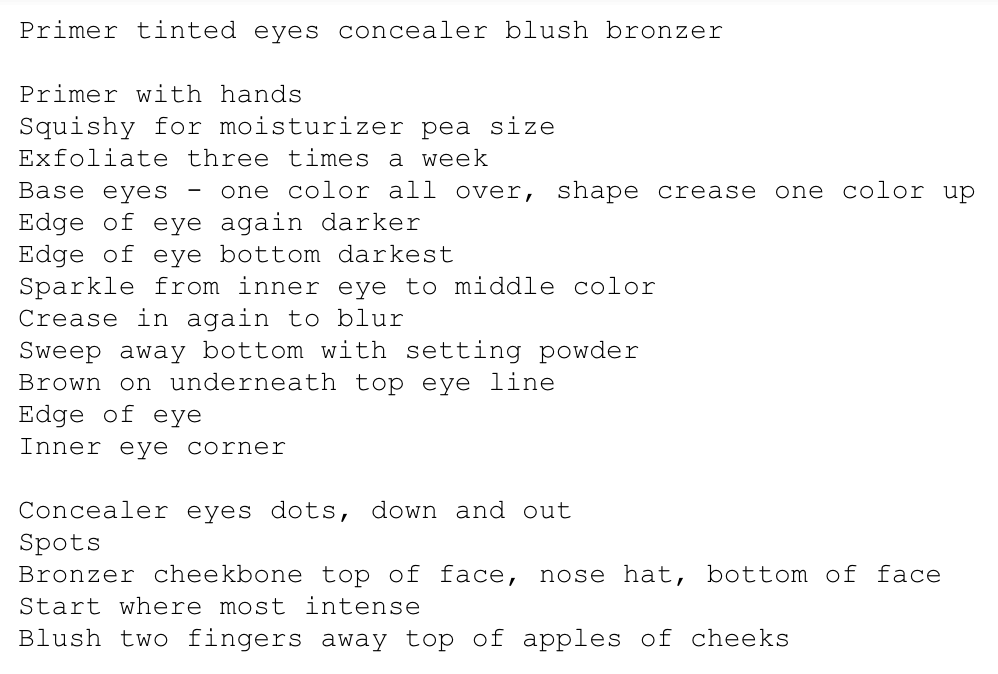 Primer tinted eyes concealer blush bronzer
Primer with hands
Squishy for moisturizer pea size
Exfoliate three times a week
Base eyes - one color all over, shape crease one color up
Edge of eye again darker
Edge of eye bottom darkest
Sparkle from inner eye to middle color
Crease in again to blur
Sweep away bottom with setting powder
Brown on underneath top eye line
Edge of eye
Inner eye corner
Concealer eyes dots, down and out
Spots
Bronzer cheekbone top of face, nose hat, bottom of face
Start where most intense
Blush two fingers away top of apples of cheeks